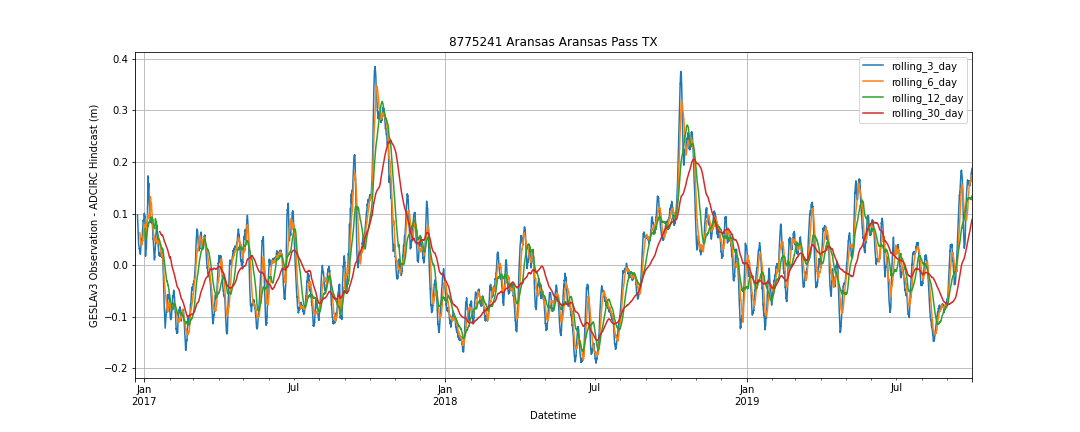 8775241 Aransas Aransas Pass TX
GESLAv3 Observation - ADCIRC Hindcast (m)
0.4
0.3
0.2
0.1
0.0
−0.1
−0.2
rolling_3_day
rolling_6_day
rolling_12_day
rolling_30_day
Jan Jul Jan Jul Jan Jul
2017 2018 2019
Datetime